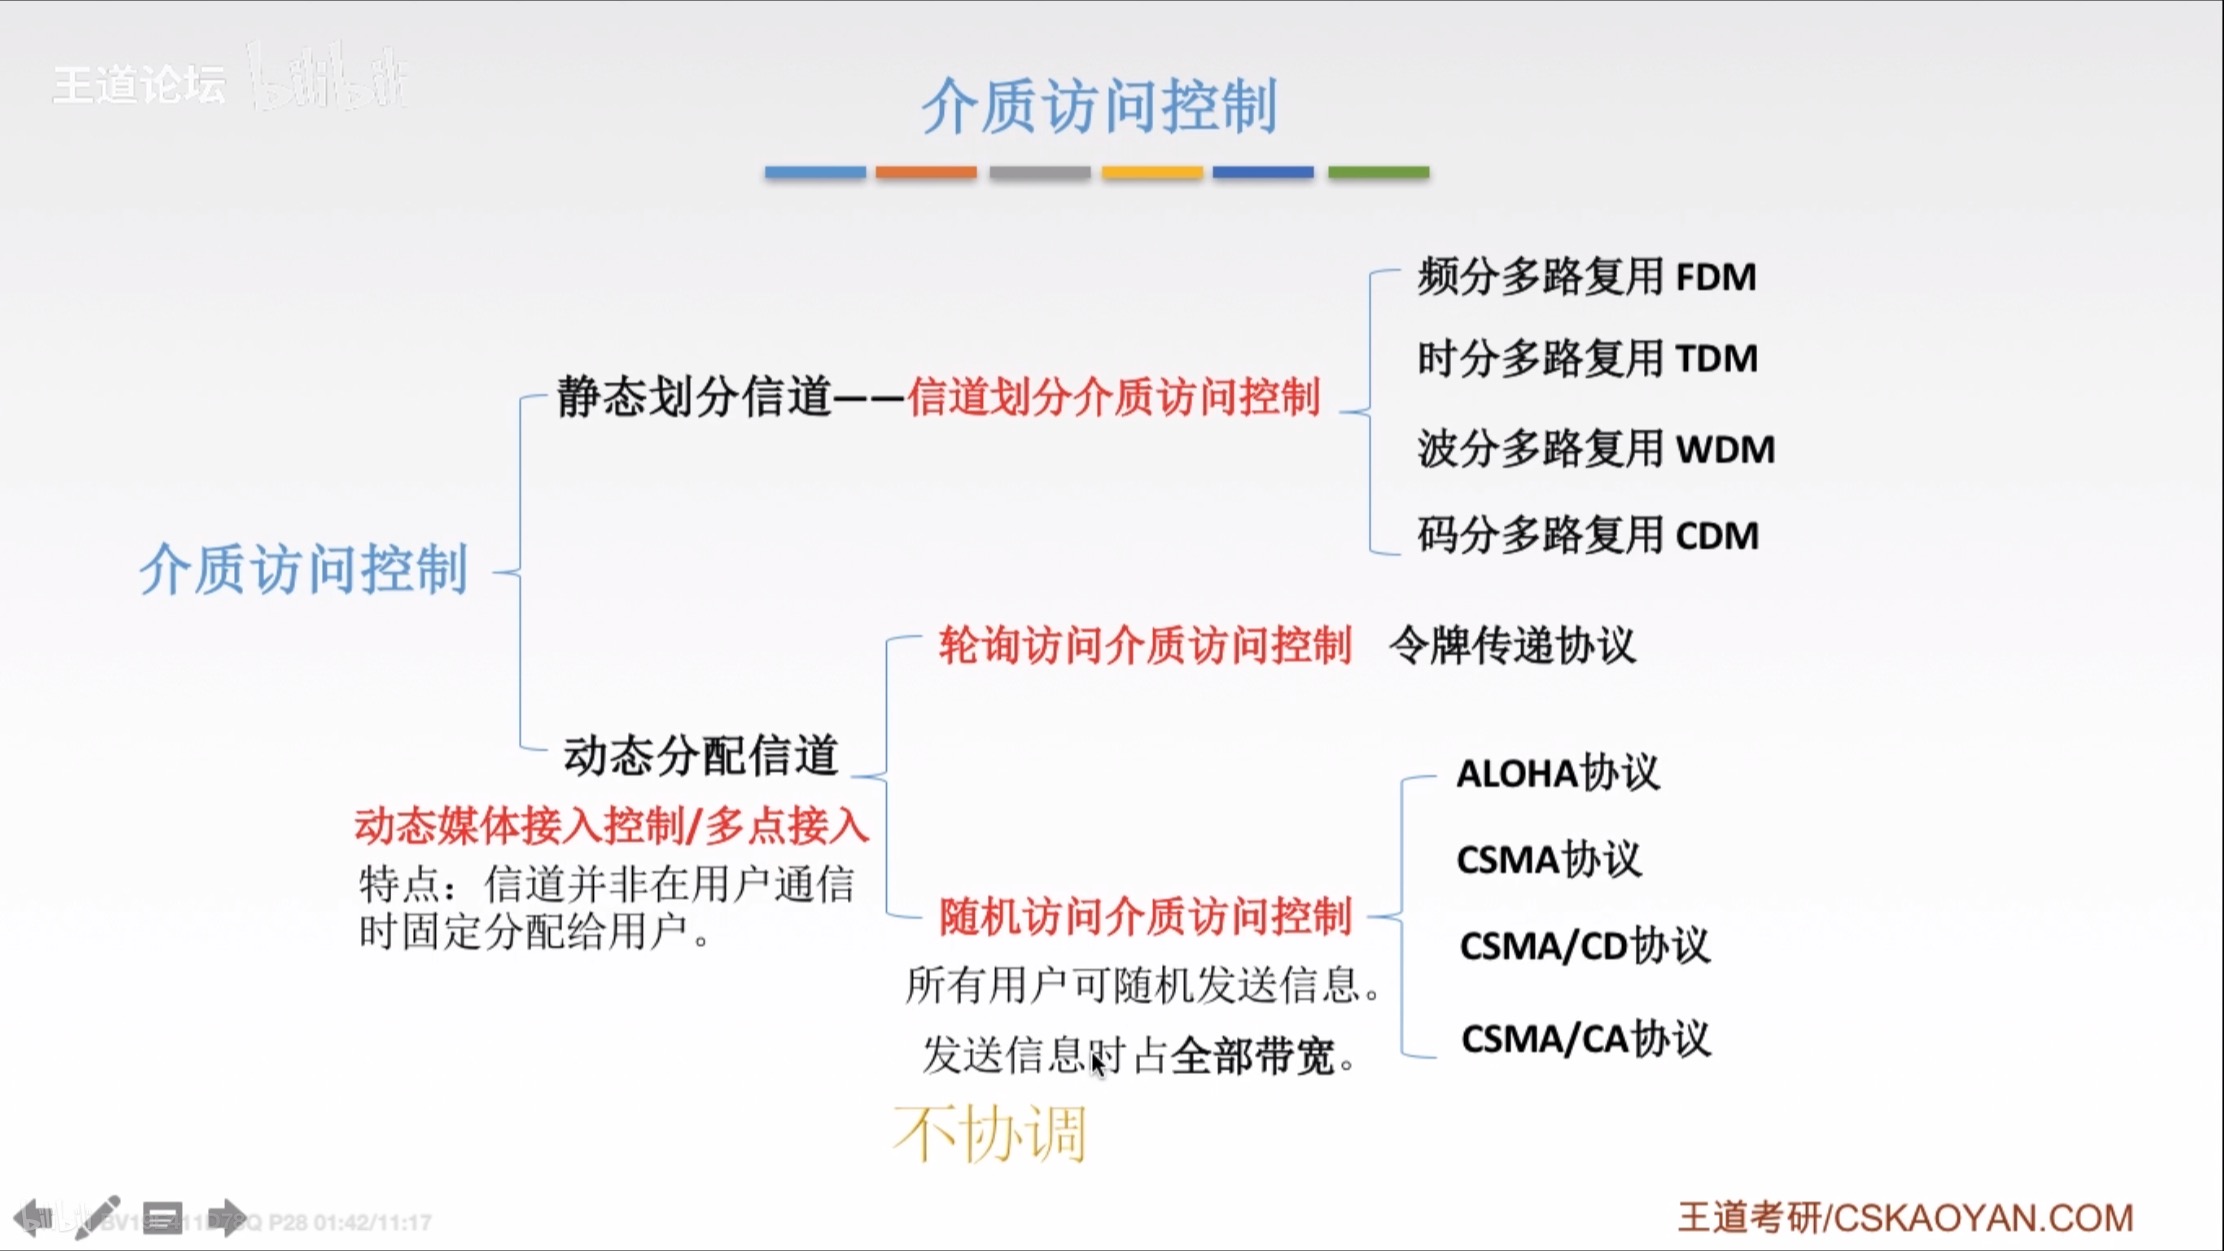 王道论坛 bilibili
介质访问控制
频分多路复用 FDM
时分多路复用 TDM
静态划分信道——信道划分介质访问控制
波分多路复用 WDM
码分多路复用 CDM
介质访问控制
轮询访问介质访问控制 令牌传递协议
动态分配信道
动态媒体接入控制/多点接入
特点：信道并非在用户通信
时固定分配给用户。
ALOHA协议
CSMA协议
随机访问介质访问控制
CSMA/CD协议
所有用户可随机发送信息。
发送信息时占全部带宽。
CSMA/CA协议
不协调
P28 01:42/11:17
王道考研/CSKAOYAN.COM